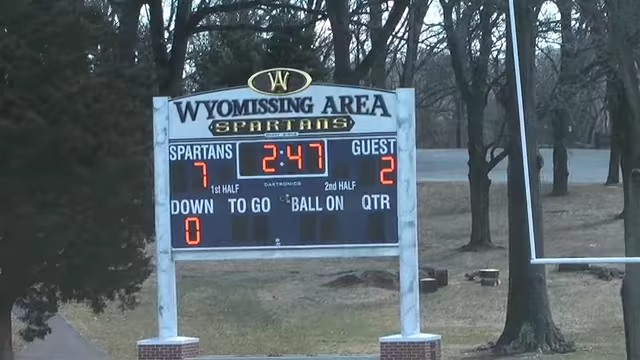 WA
WYOMISSING AREA
SPARTANS
SPARTANS 2:47 GUEST
7 2
1st HALF DAKTRONICS 2nd HALF
DOWN TO GO BALL ON QTR
0